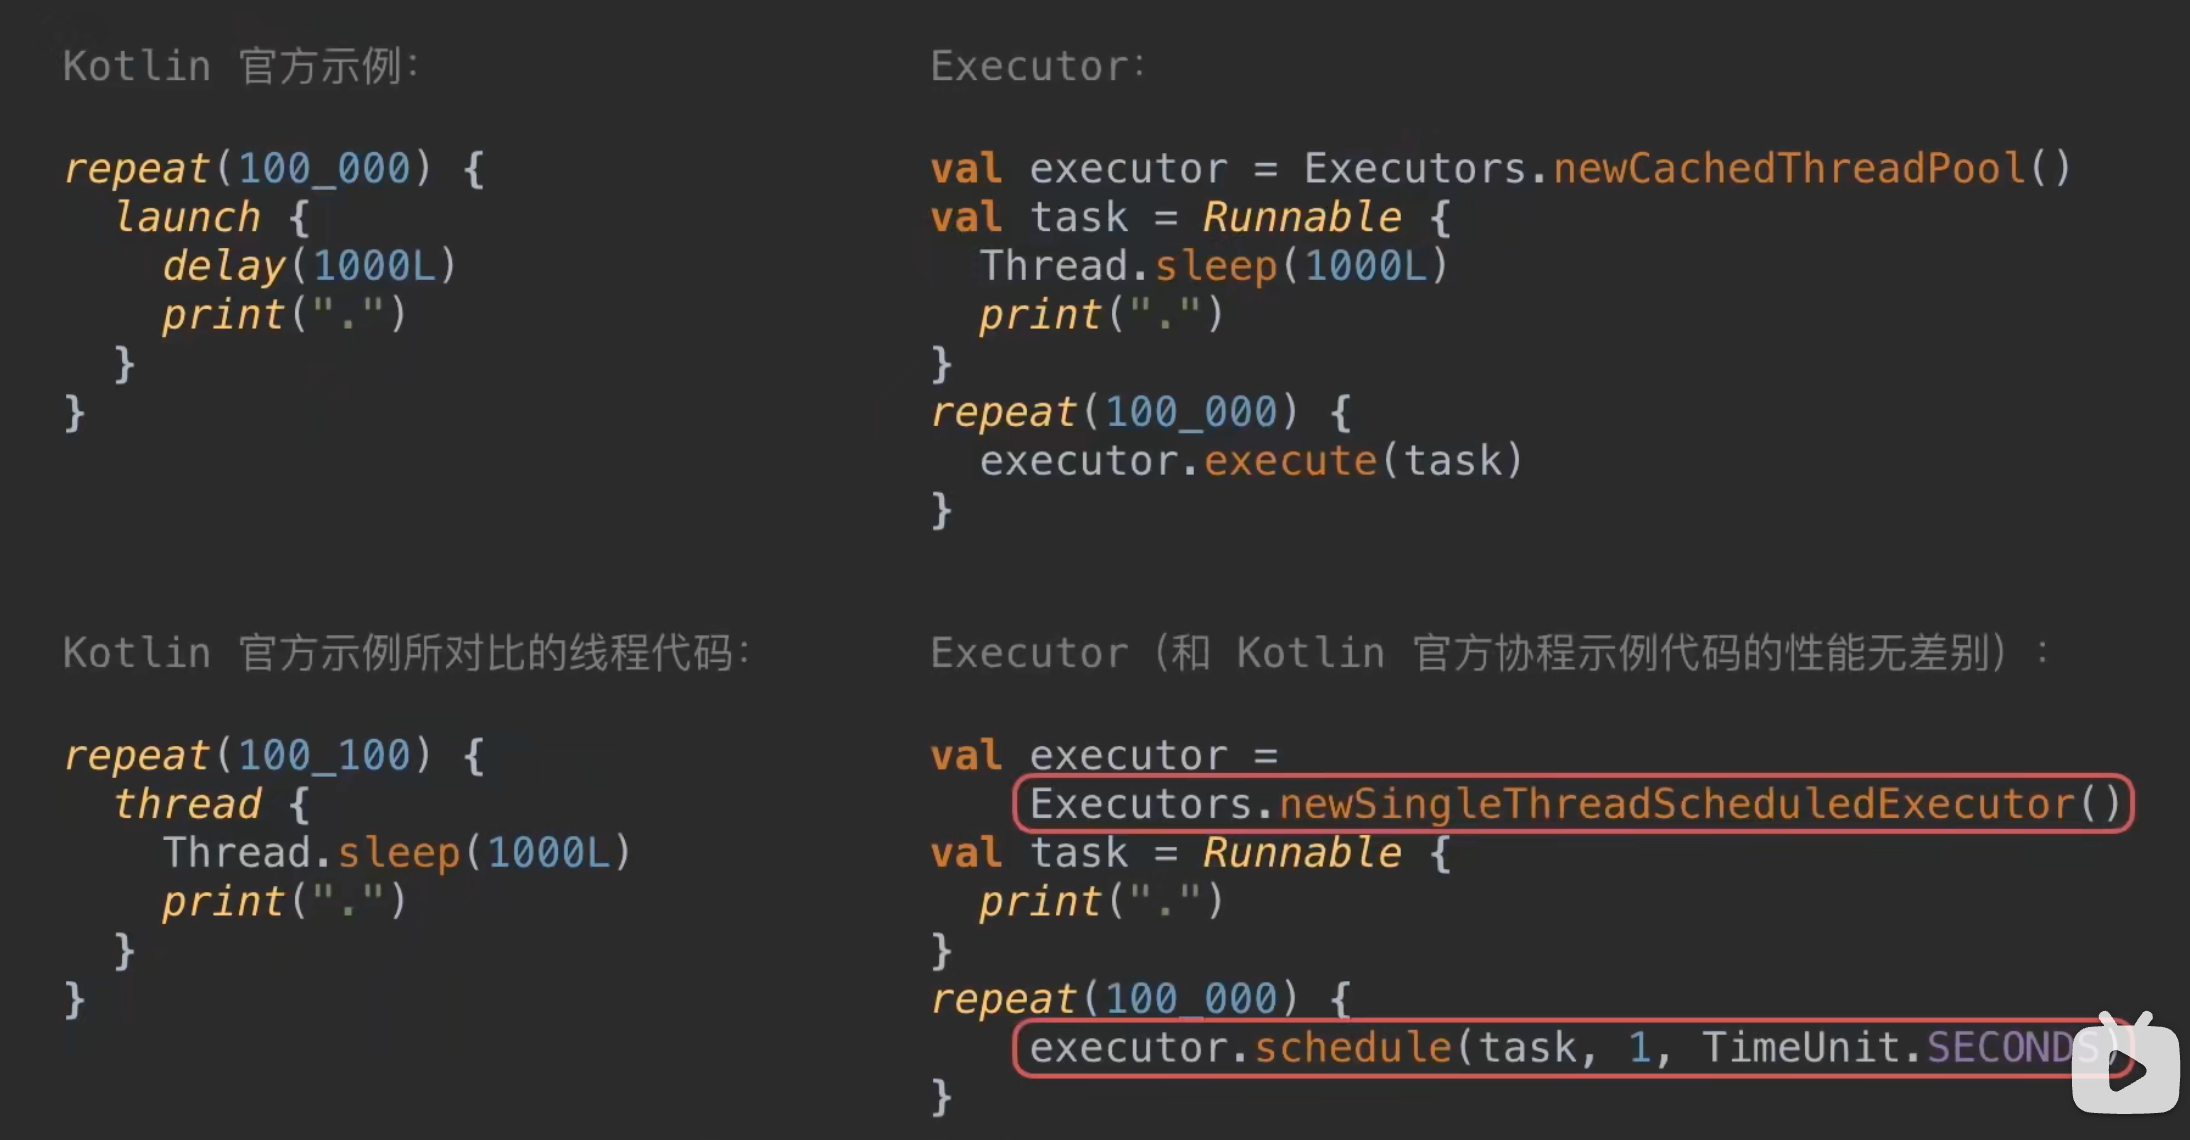 Kotlin 官方示例：
repeat(100_000) {
launch {
delay(1000L)
print(".")
}
}
Executor：
val executor = Executors.newCachedThreadPool()
val task = Runnable {
Thread.sleep(1000L)
print(".")
}
repeat(100_000) {
executor.execute(task)
}
Kotlin 官方示例所对比的线程代码：
repeat(100_100) {
thread {
Thread.sleep(1000L)
print(".")
}
}
Executor（和 Kotlin 官方协程示例代码的性能无差别）：
val executor =
Executors.newSingleThreadScheduledExecutor()
val task = Runnable {
print(".")
}
repeat(100_000) {
executor.schedule(task, 1, TimeUnit.SECONDS)
}